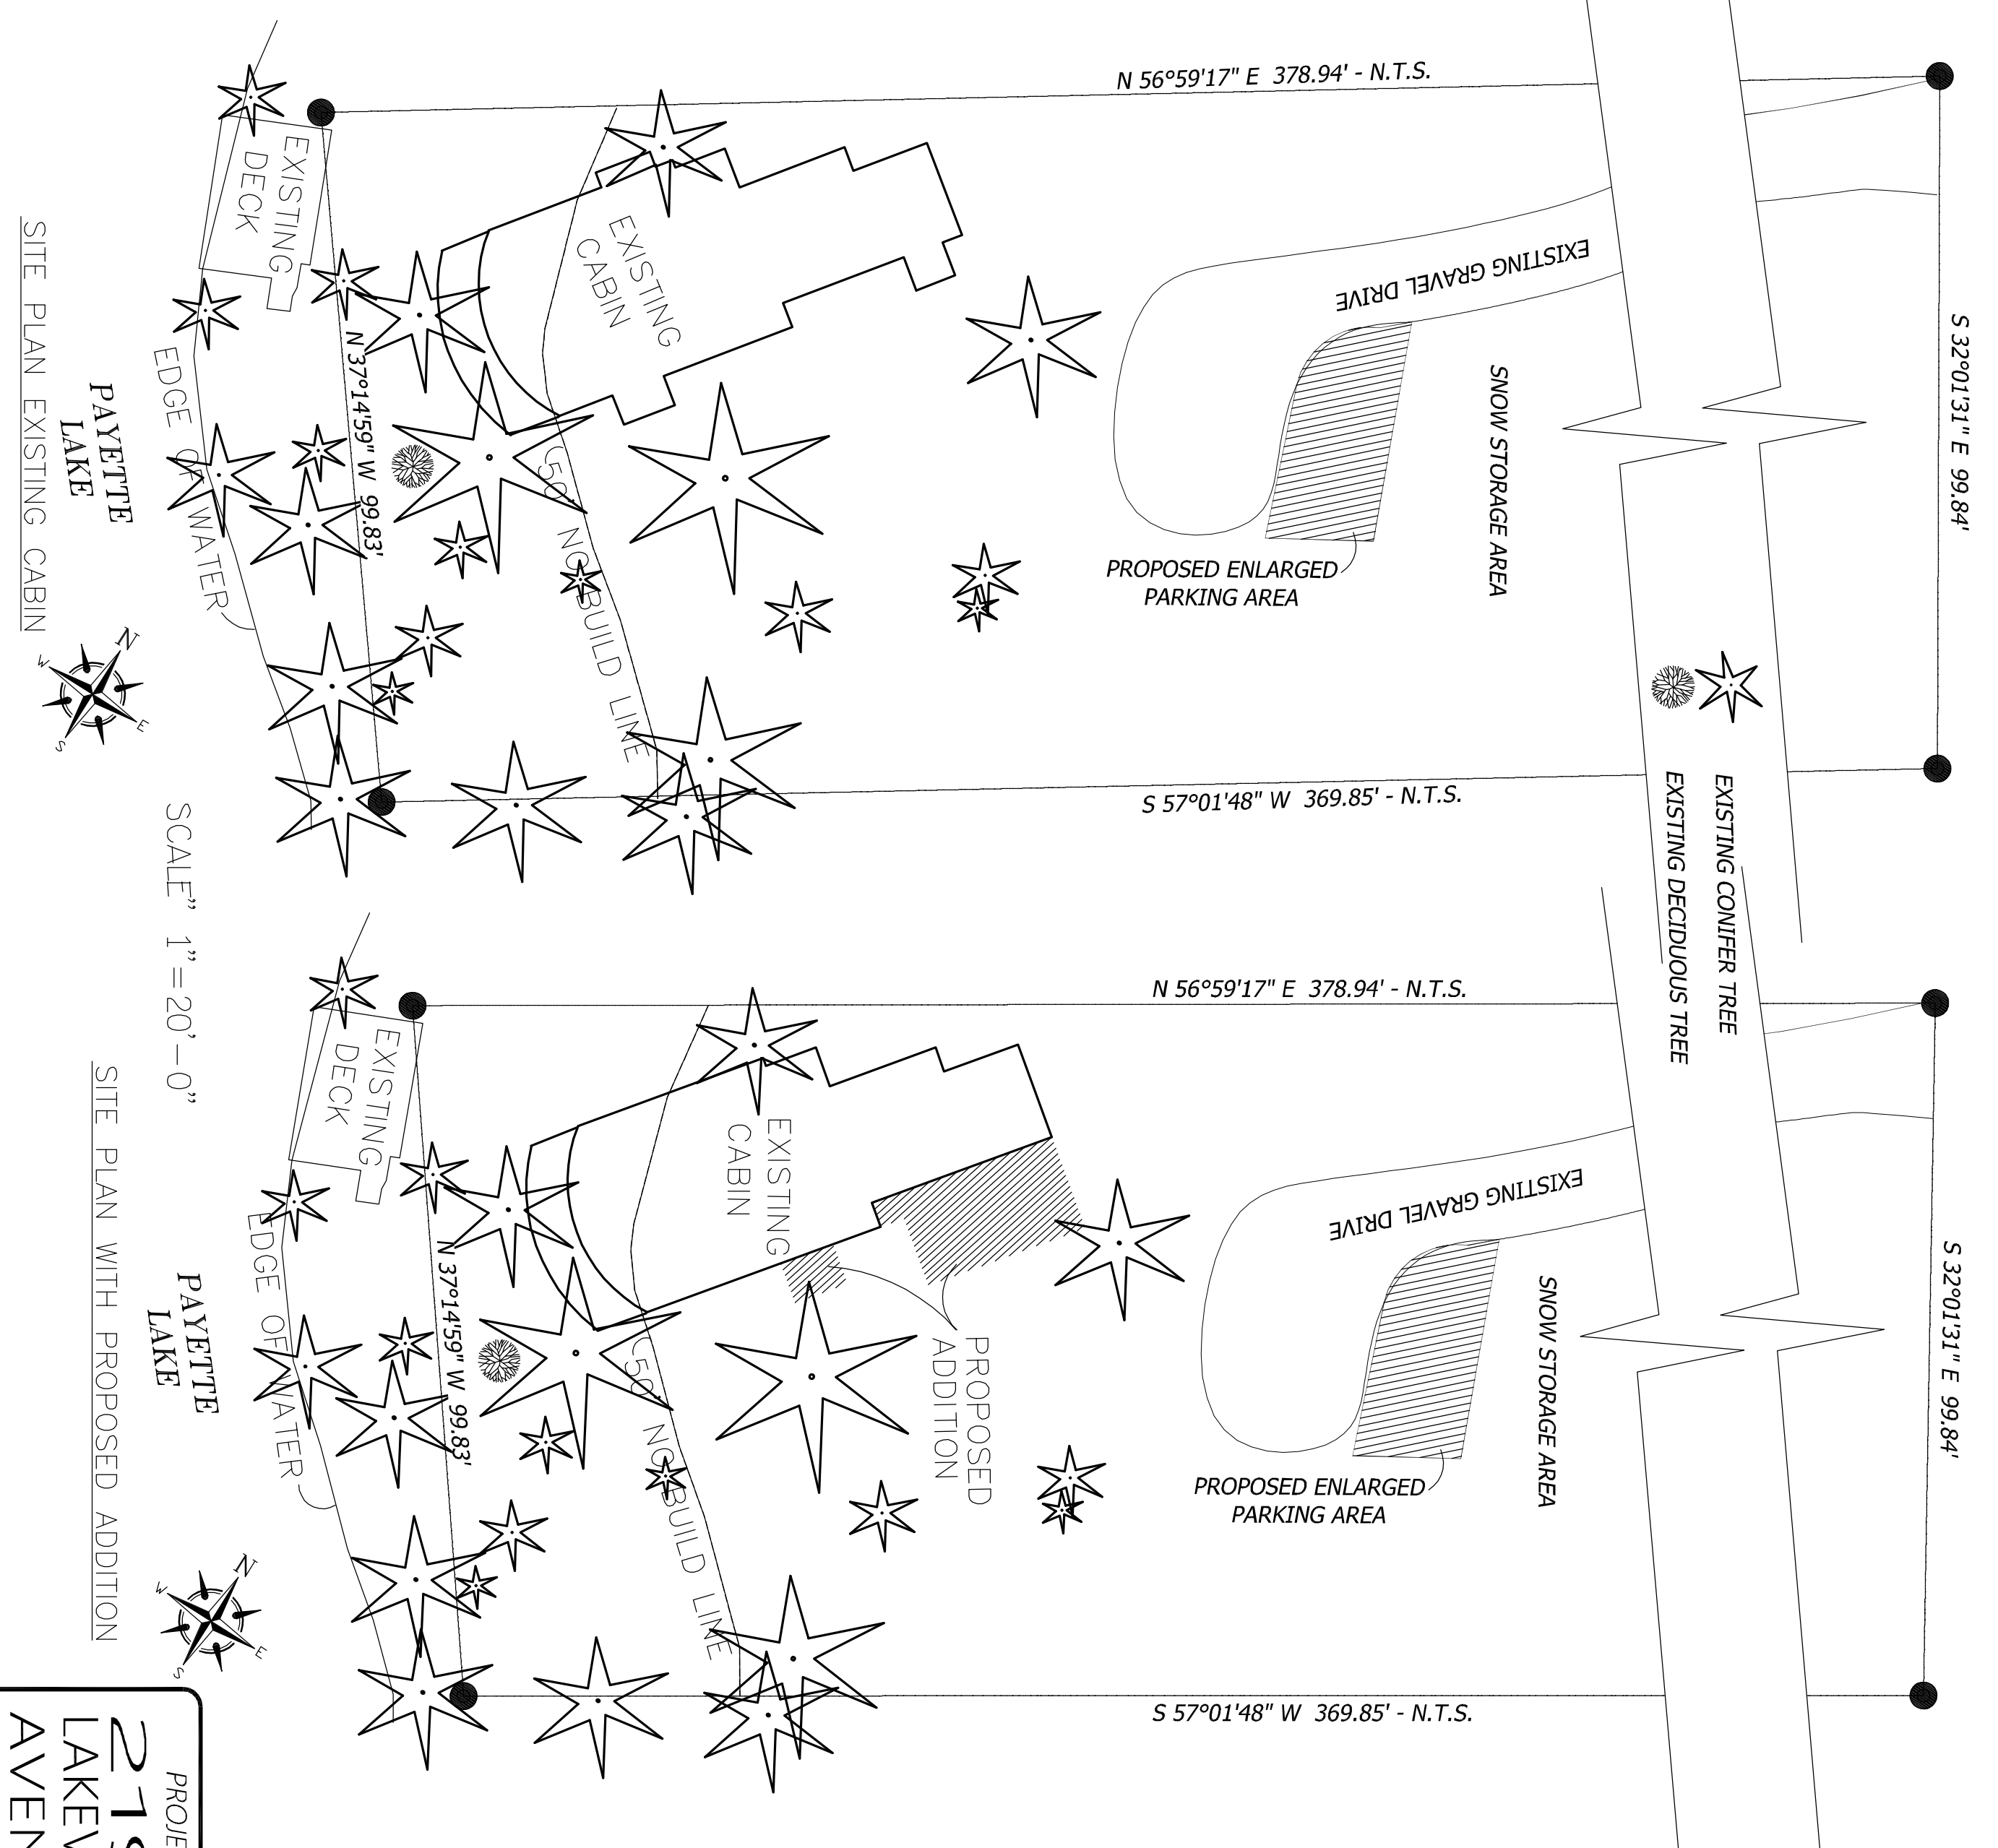 N 56°59'17" E  378.94' - N.T.S.
EXISTING
DECK
EXISTING
CABIN
EXISTING GRAVEL DRIVE
S 32°01'31" E  99.84'
SNOW STORAGE AREA
N 37°14'59" W  99.83'
EDGE OF WATER
PAYETTE
LAKE
SITE PLAN EXISTING CABIN
50' NO BUILD LINE
PROPOSED ENLARGED
PARKING AREA
N
W
E
S
S 57°01'48" W  369.85' - N.T.S.
EXISTING CONIFER TREE
EXISTING DECIDUOUS TREE
SCALE" 1"=20'-0"
N 56°59'17" E  378.94' - N.T.S.
EXISTING
DECK
EXISTING
CABIN
EXISTING GRAVEL DRIVE
S 32°01'31" E  99.84'
SNOW STORAGE AREA
N 37°14'59" W  99.83'
EDGE OF WATER
PAYETTE
LAKE
SITE PLAN WITH PROPOSED ADDITION
50' NO BUILD LINE
PROPOSED
ADDITION
PROPOSED ENLARGED
PARKING AREA
N
W
E
S
S 57°01'48" W  369.85' - N.T.S.